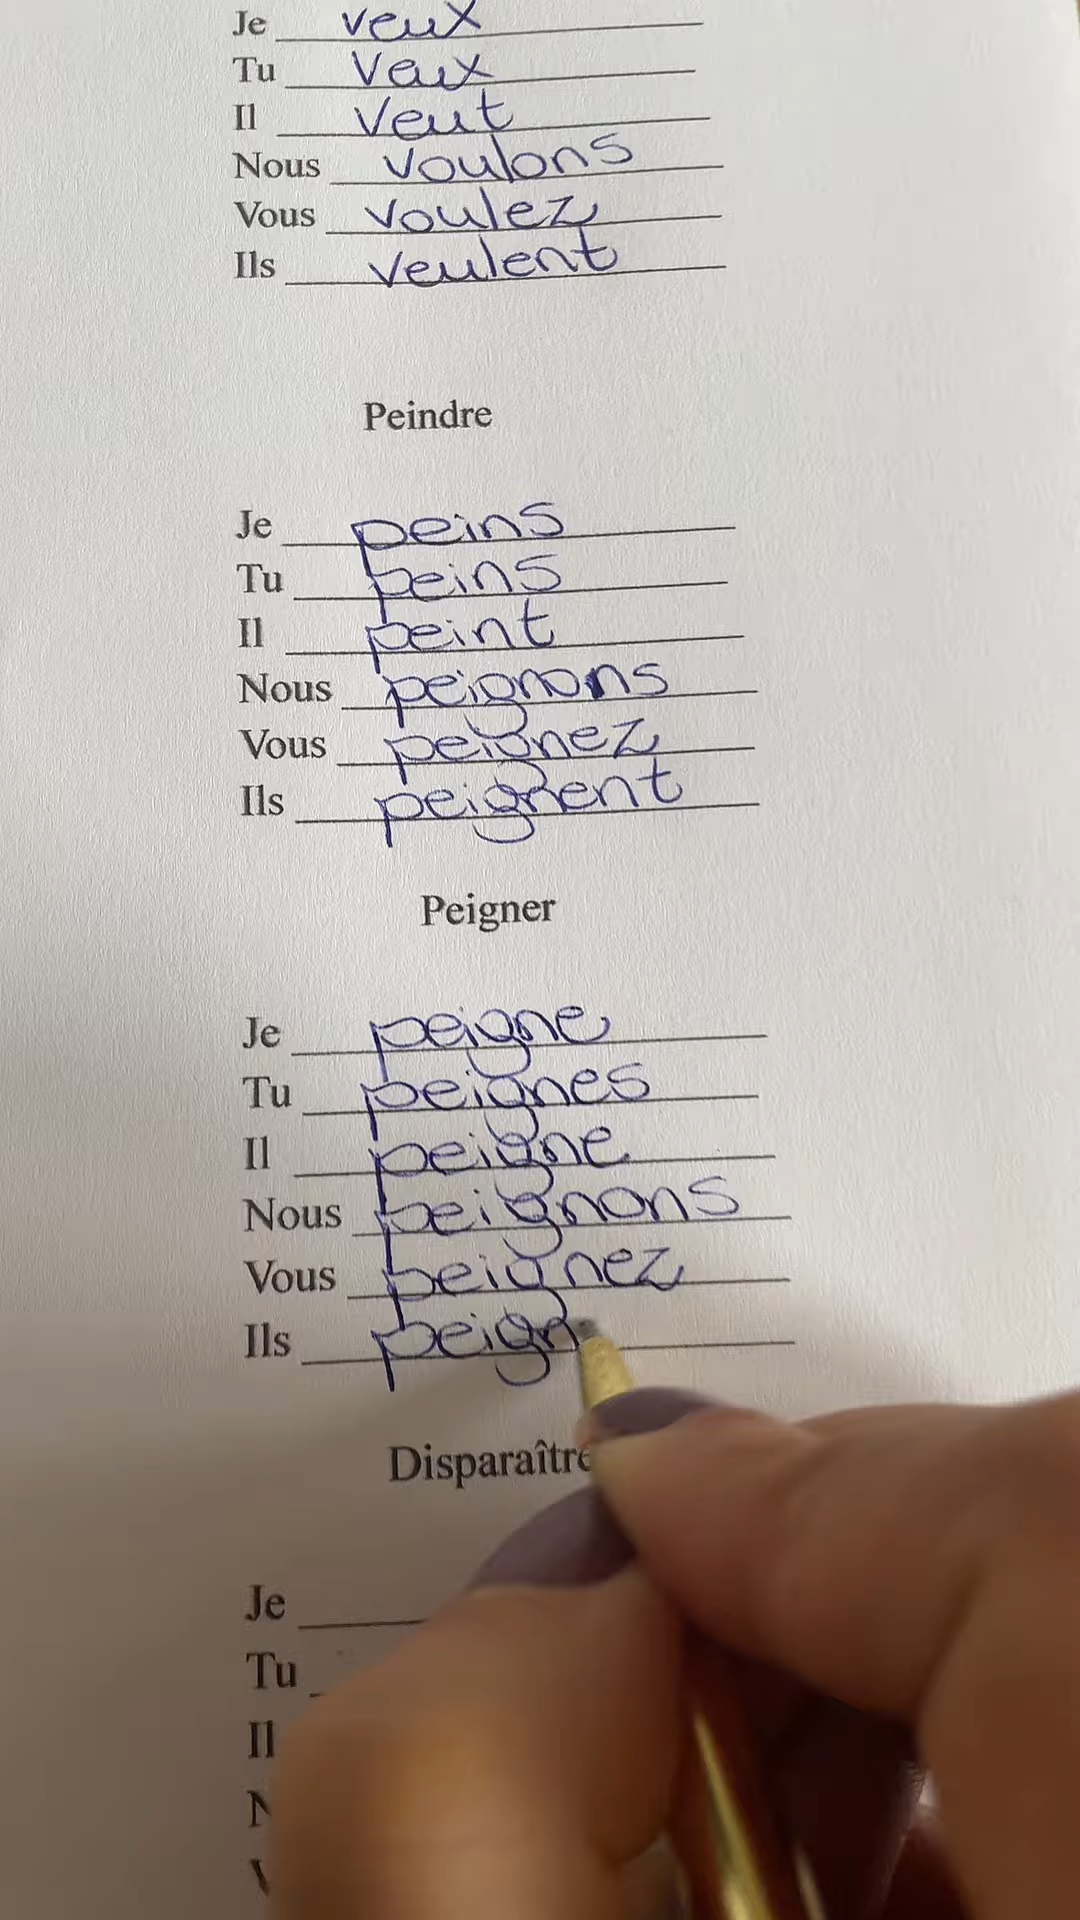 Je veux
Tu veux
Il veut
Nous voulons
Vous voulez
Ils veulent
Peindre
Je peins
Tu peins
Il peint
Nous peignons
Vous peignez
Ils peignent
Peigner
Je peigne
Tu peignes
Il peigne
Nous peignons
Vous peignez
Ils peign
Disparaître
Je
Tu
Il